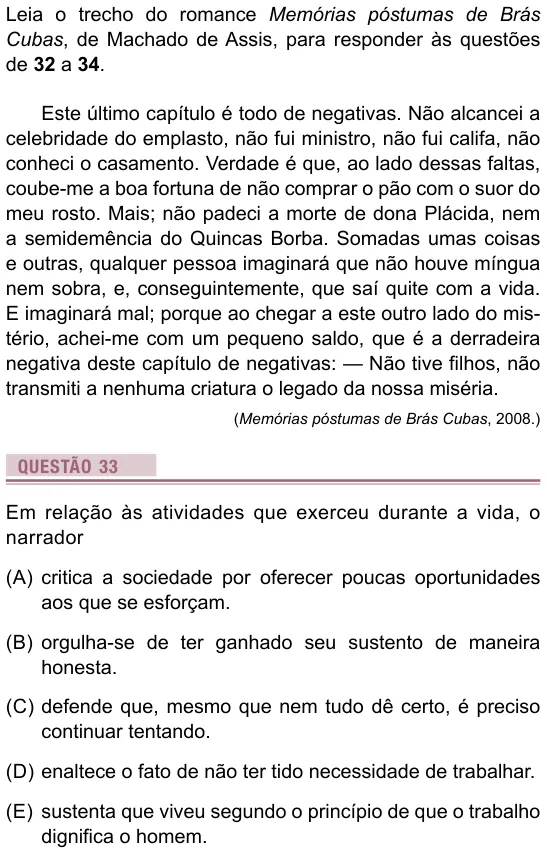 Leia o trecho do romance Memórias póstumas de Brás
Cubas, de Machado de Assis, para responder às questões
de 32 a 34.
Este último capítulo é todo de negativas. Não alcancei a
celebridade do emplasto, não fui ministro, não fui califa, não
conheci o casamento. Verdade é que, ao lado dessas faltas,
coube-me a boa fortuna de não comprar o pão com o suor do
meu rosto. Mais; não padeci a morte de dona Plácida, nem
a semidemência do Quincas Borba. Somadas umas coisas
e outras, qualquer pessoa imaginará que não houve míngua
nem sobra, e, conseguintemente, que saí quite com a vida.
E imaginará mal; porque ao chegar a este outro lado do mis-
tério, achei-me com um pequeno saldo, que é a derradeira
negativa deste capítulo de negativas: — Não tive filhos, não
transmiti a nenhuma criatura o legado da nossa miséria.
(Memórias póstumas de Brás Cubas, 2008.)
QUESTÃO 33
Em relação às atividades que exerceu durante a vida, o
narrador
(A) critica a sociedade por oferecer poucas oportunidades
aos que se esforçam.
(B) orgulha-se de ter ganhado seu sustento de maneira
honesta.
(C) defende que, mesmo que nem tudo dê certo, é preciso
continuar tentando.
(D) enaltece o fato de não ter tido necessidade de trabalhar.
(E) sustenta que viveu segundo o princípio de que o trabalho
dignifica o homem.